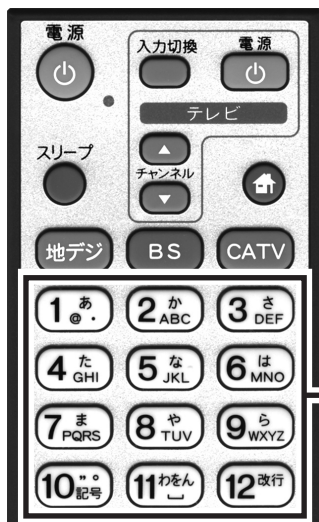 電源
入力切換 電源
テレビ
スリープ
チャンネル
地デジ BS CATV
1 あ @. 2 か ABC 3 さ DEF
4 た GHI 5 な JKL 6 は MNO
7 ま PQRS 8 や TUV 9 ら WXYZ
10 ゛゜ 記号 11 わをん ␣ 12 改行